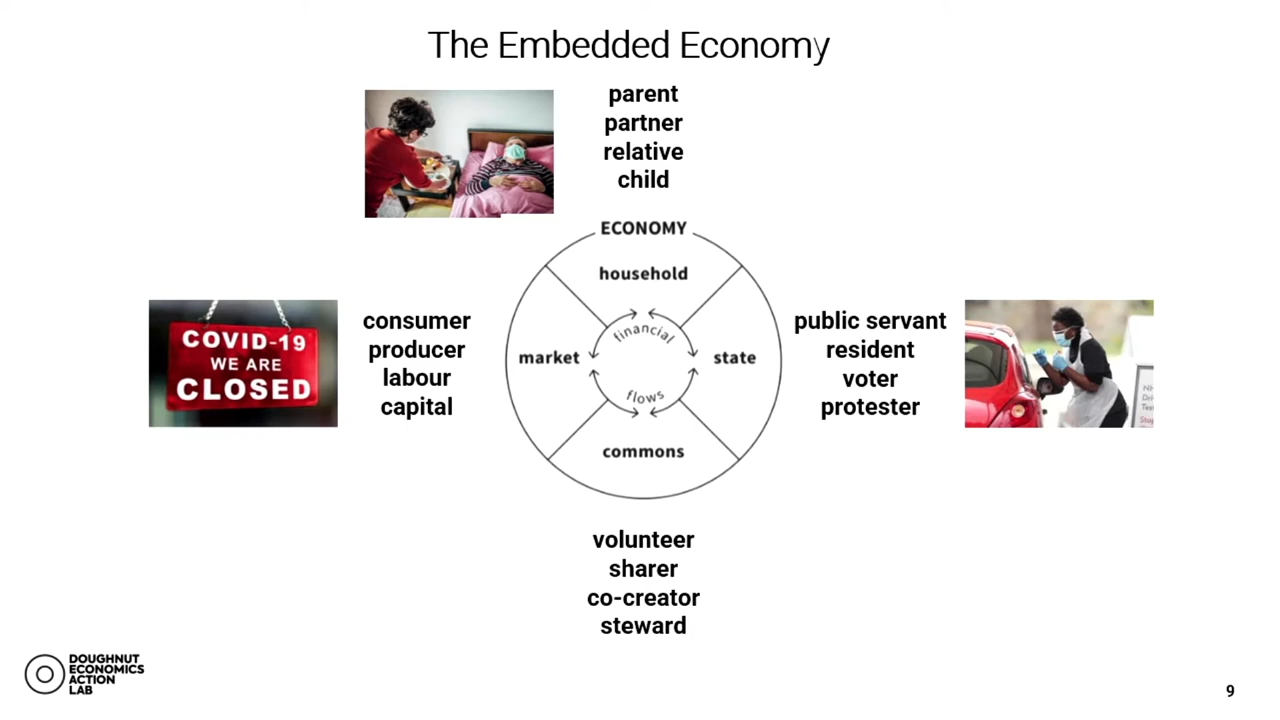 The Embedded Economy
parent
partner
relative
child
ECONOMY
household
COVID-19
WE ARE
CLOSED
consumer
producer
labour
capital
market
financial
flows
state
public servant
resident
voter
protester
commons
volunteer
sharer
co-creator
steward
DOUGHNUT
ECONOMICS
ACTION
LAB
9